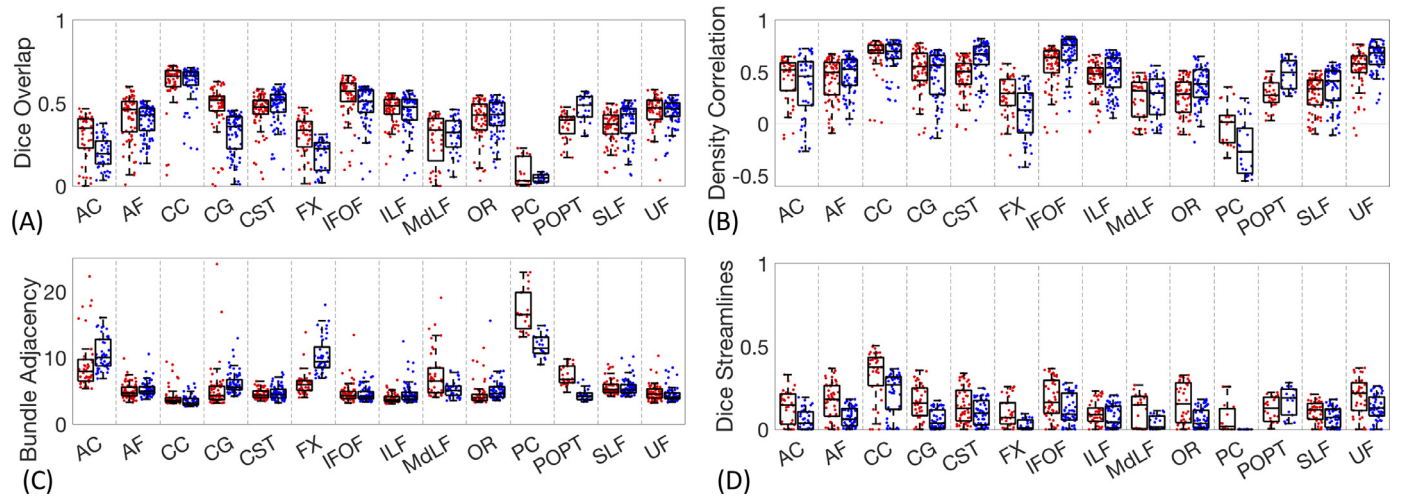 Dice Overlap
1
0.5
0
AC AF CC CG CST FX IFOF ILF MdLF OR PC POPT SLF UF
(A)
Density Correlation
1
0.5
0
-0.5
AC AF CC CG CST FX IFOF ILF MdLF OR PC POPT SLF UF
(B)
Bundle Adjacency
20
10
0
AC AF CC CG CST FX IFOF ILF MdLF OR PC POPT SLF UF
(C)
Dice Streamlines
1
0.5
0
AC AF CC CG CST FX IFOF ILF MdLF OR PC POPT SLF UF
(D)